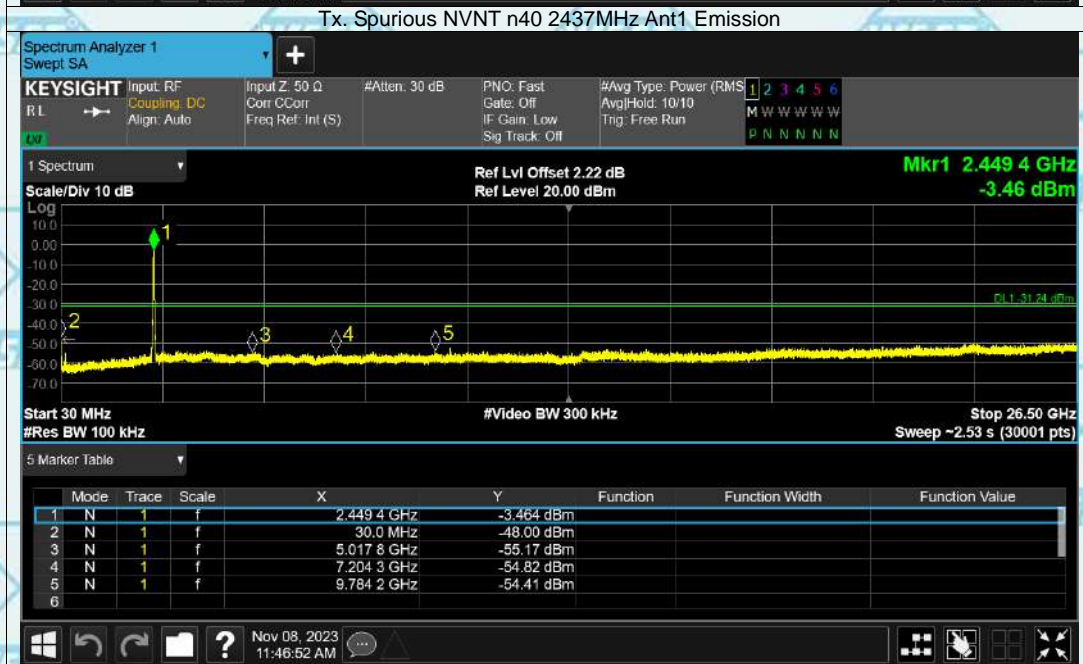 Tx. Spurious NVNT n40 2437MHz Ant1 Emission
Spectrum Analyzer 1
Swept SA
+
KEYSIGHT Input: RF Input Z: 50 Ω #Atten: 30 dB PNO: Fast #Avg Type: Power (RMS 1 2 3 4 5 6
RL Coupling: DC Corr CCorr Gate: Off Avg|Hold: 10/10 M W W W W W
Align: Auto Freq Ref: Int (S) IF Gain: Low Trig: Free Run
LXI Sig Track: Off P N N N N N
1 Spectrum Ref Lvl Offset 2.22 dB Mkr1 2.449 4 GHz
Scale/Div 10 dB Ref Level 20.00 dBm -3.46 dBm
Log
10.0 1
0.00
-10.0
-20.0
-30.0 DL1 -31.24 dBm
-40.0 2
-50.0 3 4 5
-60.0
-70.0
Start 30 MHz #Video BW 300 kHz Stop 26.50 GHz
#Res BW 100 kHz Sweep ~2.53 s (30001 pts)
5 Marker Table
Mode Trace Scale X Y Function Function Width Function Value
1 N 1 f 2.449 4 GHz -3.464 dBm
2 N 1 f 30.0 MHz -48.00 dBm
3 N 1 f 5.017 8 GHz -55.17 dBm
4 N 1 f 7.204 3 GHz -54.82 dBm
5 N 1 f 9.784 2 GHz -54.41 dBm
6
? Nov 08, 2023
11:46:52 AM